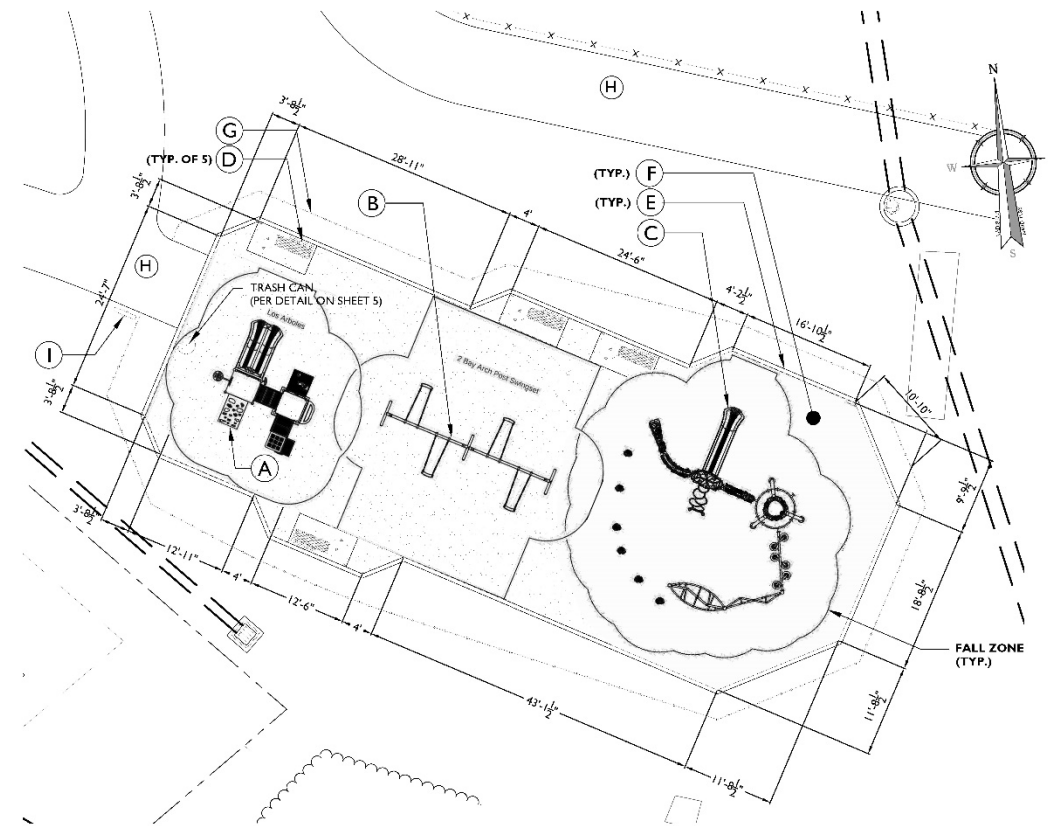 N
W
S
H
3'-8½"
G
28'-11"
(TYP. OF 5) D
(TYP.) F
3'-8½"
B
(TYP.) E
4'
C
24'-6"
H
TRASH CAN
(PER DETAIL ON SHEET 5)
4'-2½"
24'-7"
Los Arboles
16'-10½"
I
2 Bay Arch Post Swingset
10'-10"
3'-8½"
A
9'-9½"
3'-8½"
12'-11"
4'
18'-8½"
12'-6"
4'
FALL ZONE
(TYP.)
43'-1½"
11'-8½"
11'-8½"